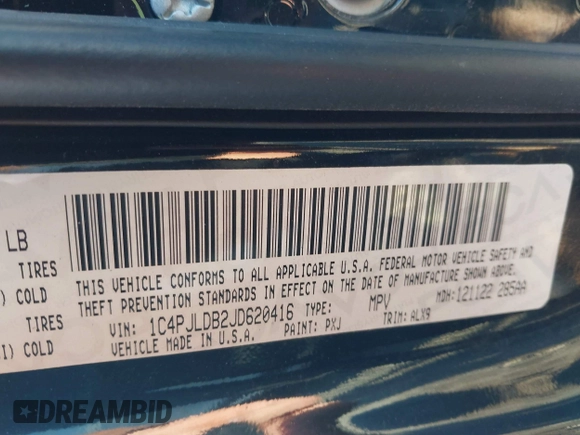 LB
TIRES
) COLD
TIRES
I) COLD
THIS VEHICLE CONFORMS TO ALL APPLICABLE U.S.A. FEDERAL MOTOR VEHICLE SAFETY AND
THEFT PREVENTION STANDARDS IN EFFECT ON THE DATE OF MANUFACTURE SHOWN ABOVE.
VIN: 1C4PJLDB2JD620416 TYPE: MPV MDH:121122 285AA
VEHICLE MADE IN U.S.A. PAINT: PXJ TRIM: ALX9
DREAMBID